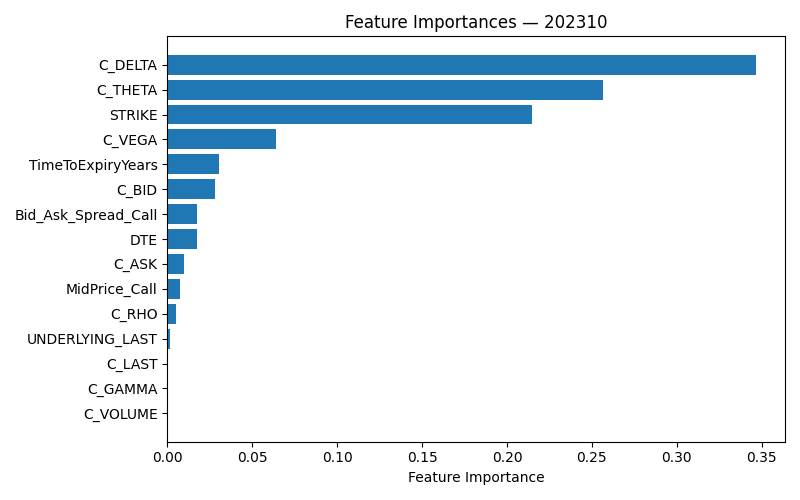 Feature Importances — 202310
C_DELTA
C_THETA
STRIKE
C_VEGA
TimeToExpiryYears
C_BID
Bid_Ask_Spread_Call
DTE
C_ASK
MidPrice_Call
C_RHO
UNDERLYING_LAST
C_LAST
C_GAMMA
C_VOLUME
0.00 0.05 0.10 0.15 0.20 0.25 0.30 0.35
Feature Importance